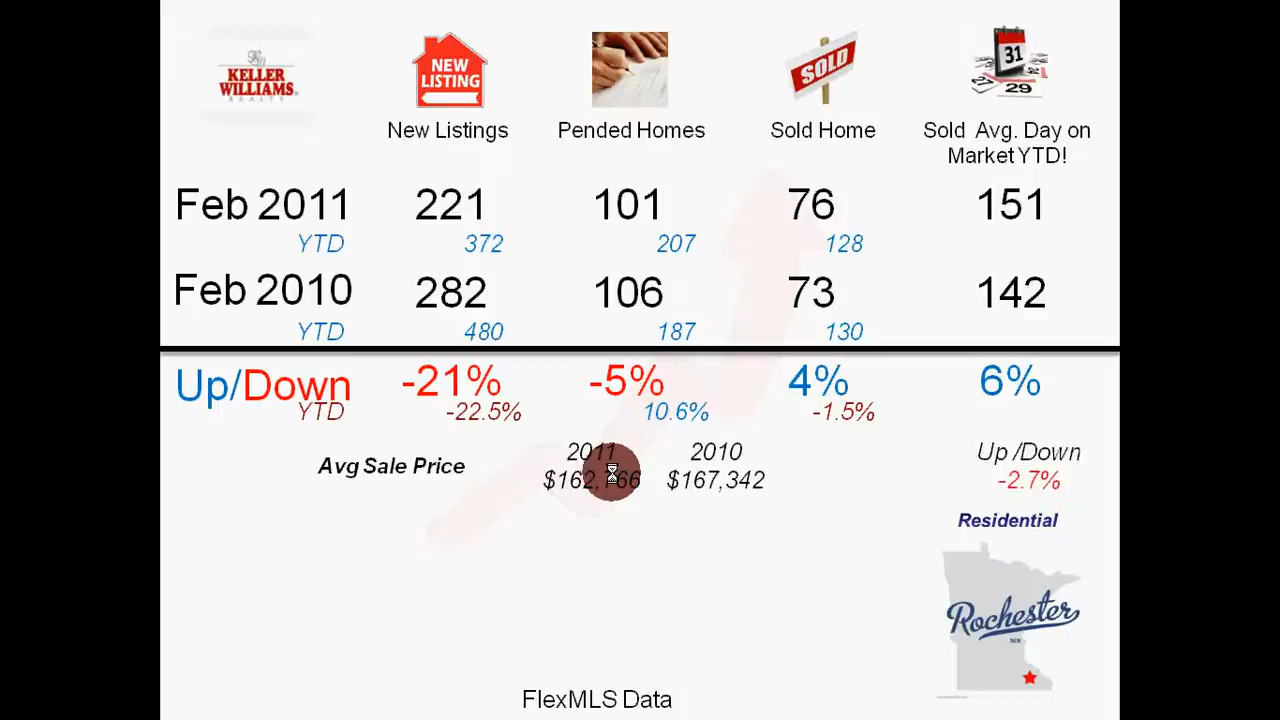 KELLER
WILLIAMS
REALTY
NEW
LISTING
SOLD
31
29
New Listings
Pended Homes
Sold Home
Sold Avg. Day on
Market YTD!
Feb 2011 221 101 76 151
YTD 372 207 128
Feb 2010 282 106 73 142
YTD 480 187 130
Up/Down -21% -5% 4% 6%
YTD -22.5% 10.6% -1.5%
2011 2010 Up /Down
Avg Sale Price
$162,766 $167,342 -2.7%
Residential
Rochester
FlexMLS Data